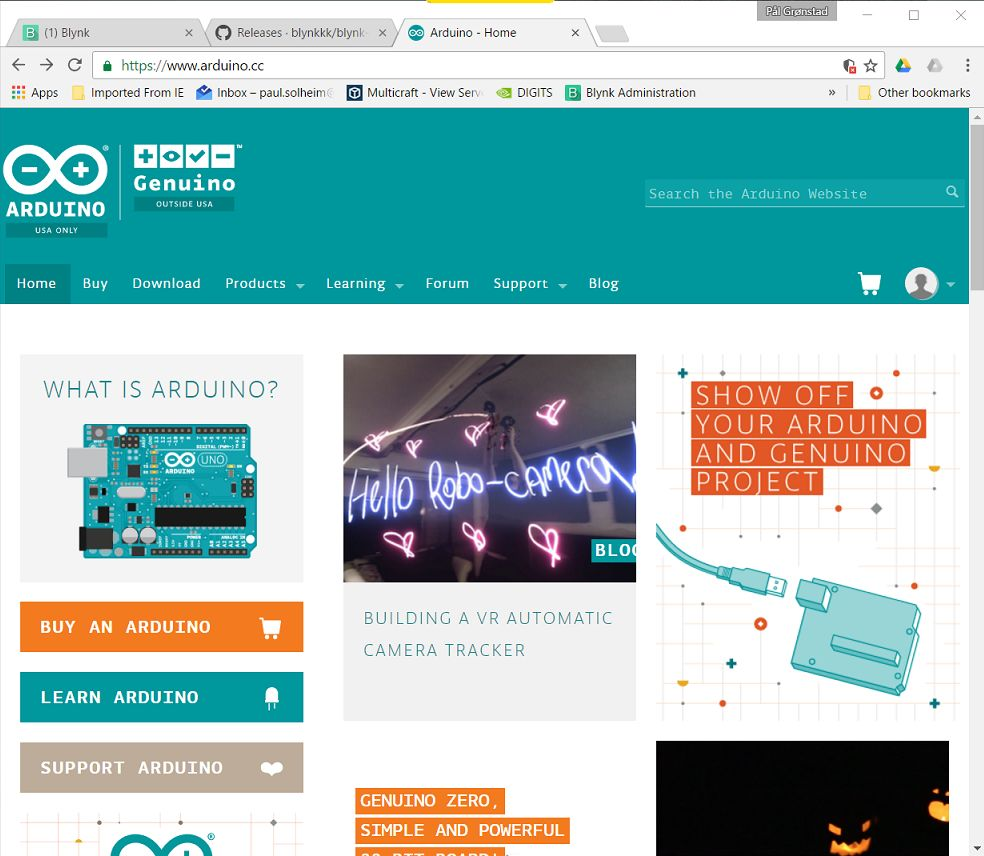 Pål Grønstad
(1) Blynk
Releases · blynkkk/blynk-
Arduino - Home
https://www.arduino.cc
Apps
Imported From IE
Inbox – paul.solheim@
Multicraft - View Serv
DIGITS
Blynk Administration
»
Other bookmarks
ARDUINO
USA ONLY
Genuino
OUTSIDE USA
Search the Arduino Website
Home
Buy
Download
Products
Learning
Forum
Support
Blog
WHAT IS ARDUINO?
ARDUINO
UNO
BUY AN ARDUINO
LEARN ARDUINO
SUPPORT ARDUINO
Hello Robo-camera
BLOG
BUILDING A VR AUTOMATIC
CAMERA TRACKER
SHOW OFF
YOUR ARDUINO
AND GENUINO
PROJECT
GENUINO ZERO,
SIMPLE AND POWERFUL